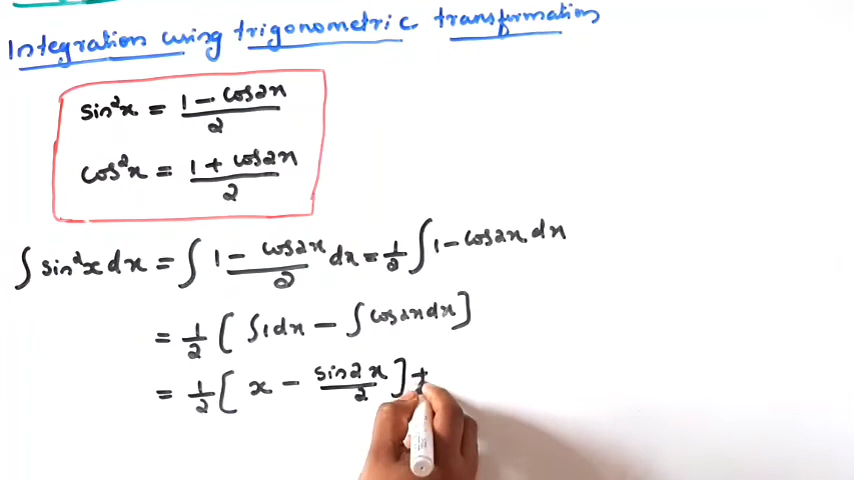 Integration using trigonometric transformation
sin²x = (1 - cos2x)/2
cos²x = (1 + cos2x)/2
∫ sin²x dx = ∫ (1 - cos2x)/2 dx = 1/2 ∫ 1 - cos2x dx
= 1/2 [ ∫1dx - ∫cos2xdx ]
= 1/2 [ x - sin2x/2 ] +